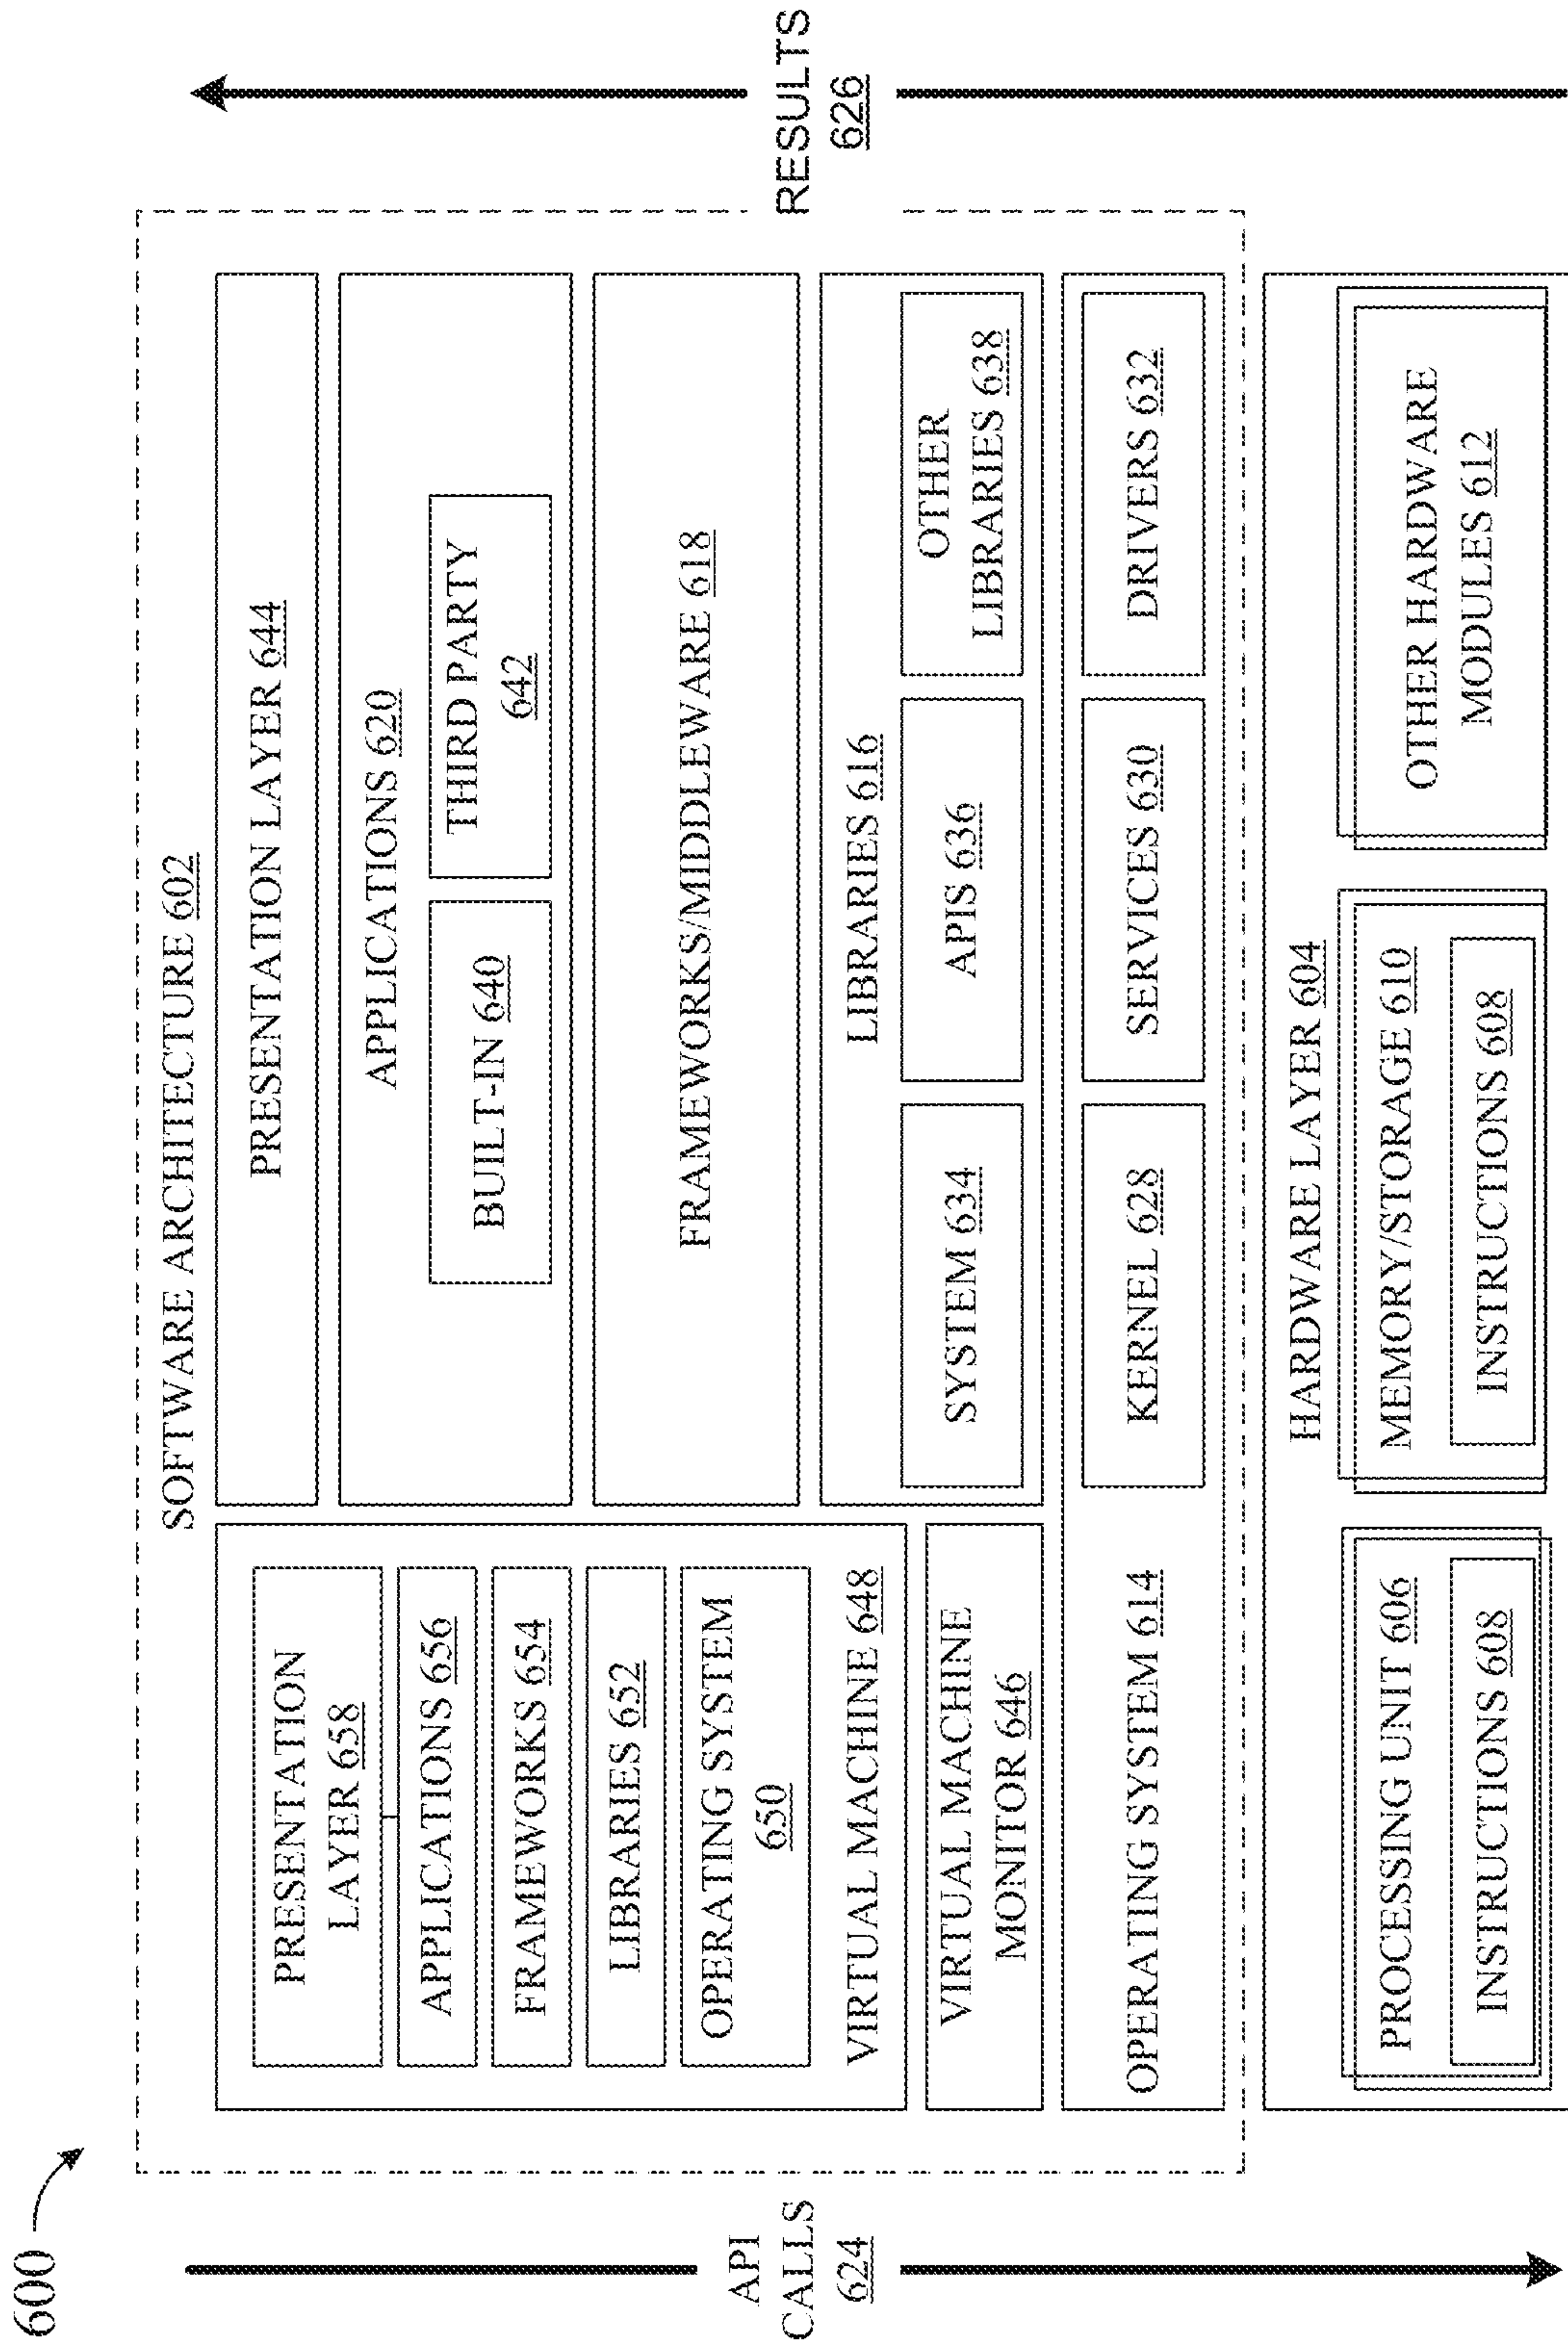 600
SOFTWARE ARCHITECTURE 602
PRESENTATION
LAYER 658
APPLICATIONS 656
FRAMEWORKS 654
LIBRARIES 652
OPERATING SYSTEM
650
VIRTUAL MACHINE 648
VIRTUAL MACHINE
MONITOR 646
PRESENTATION LAYER 644
APPLICATIONS 620
BUILT-IN 640
THIRD PARTY
642
FRAMEWORKS/MIDDLEWARE 618
LIBRARIES 616
SYSTEM 634
APIS 636
OTHER
LIBRARIES 638
OPERATING SYSTEM 614
KERNEL 628
SERVICES 630
DRIVERS 632
HARDWARE LAYER 604
PROCESSING UNIT 606
INSTRUCTIONS 608
MEMORY/STORAGE 610
INSTRUCTIONS 608
OTHER HARDWARE
MODULES 612
API
CALLS
624
RESULTS
626